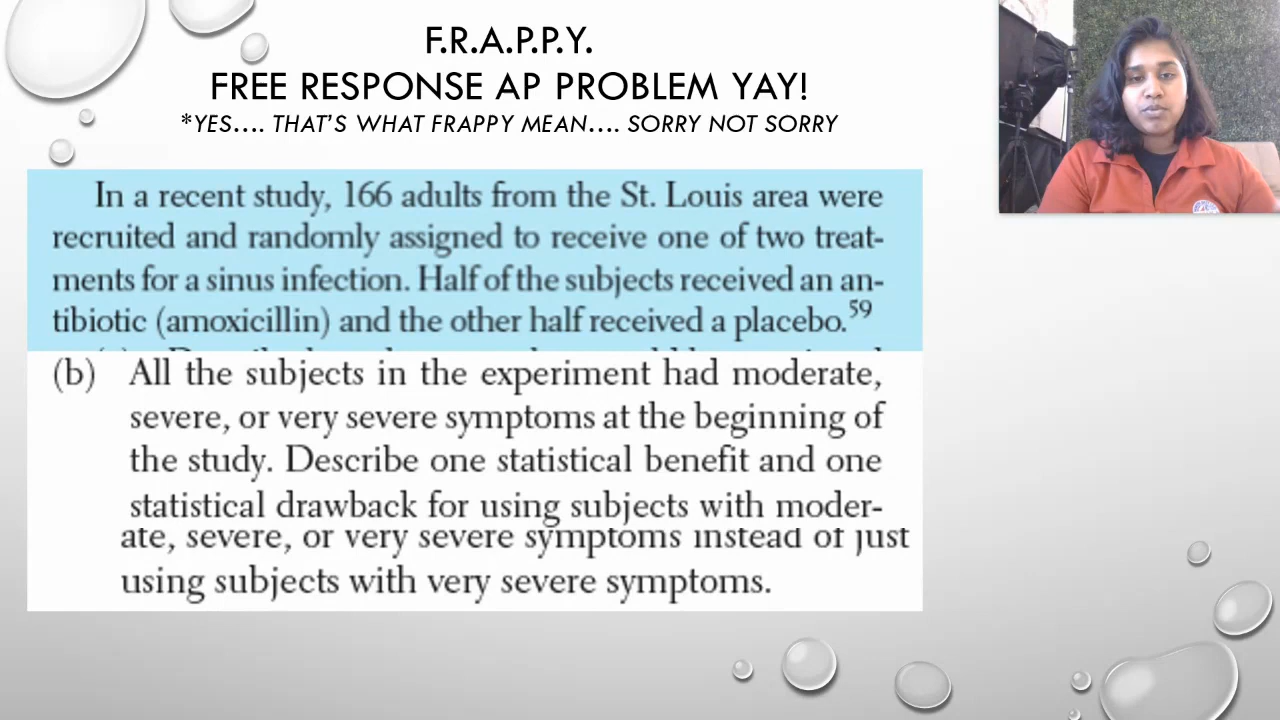 F.R.A.P.P.Y.
FREE RESPONSE AP PROBLEM YAY!
*YES.... THAT'S WHAT FRAPPY MEAN.... SORRY NOT SORRY
In a recent study, 166 adults from the St. Louis area were
recruited and randomly assigned to receive one of two treat-
ments for a sinus infection. Half of the subjects received an an-
tibiotic (amoxicillin) and the other half received a placebo.59
(b) All the subjects in the experiment had moderate,
severe, or very severe symptoms at the beginning of
the study. Describe one statistical benefit and one
statistical drawback for using subjects with moder-
ate, severe, or very severe symptoms instead of just
using subjects with very severe symptoms.